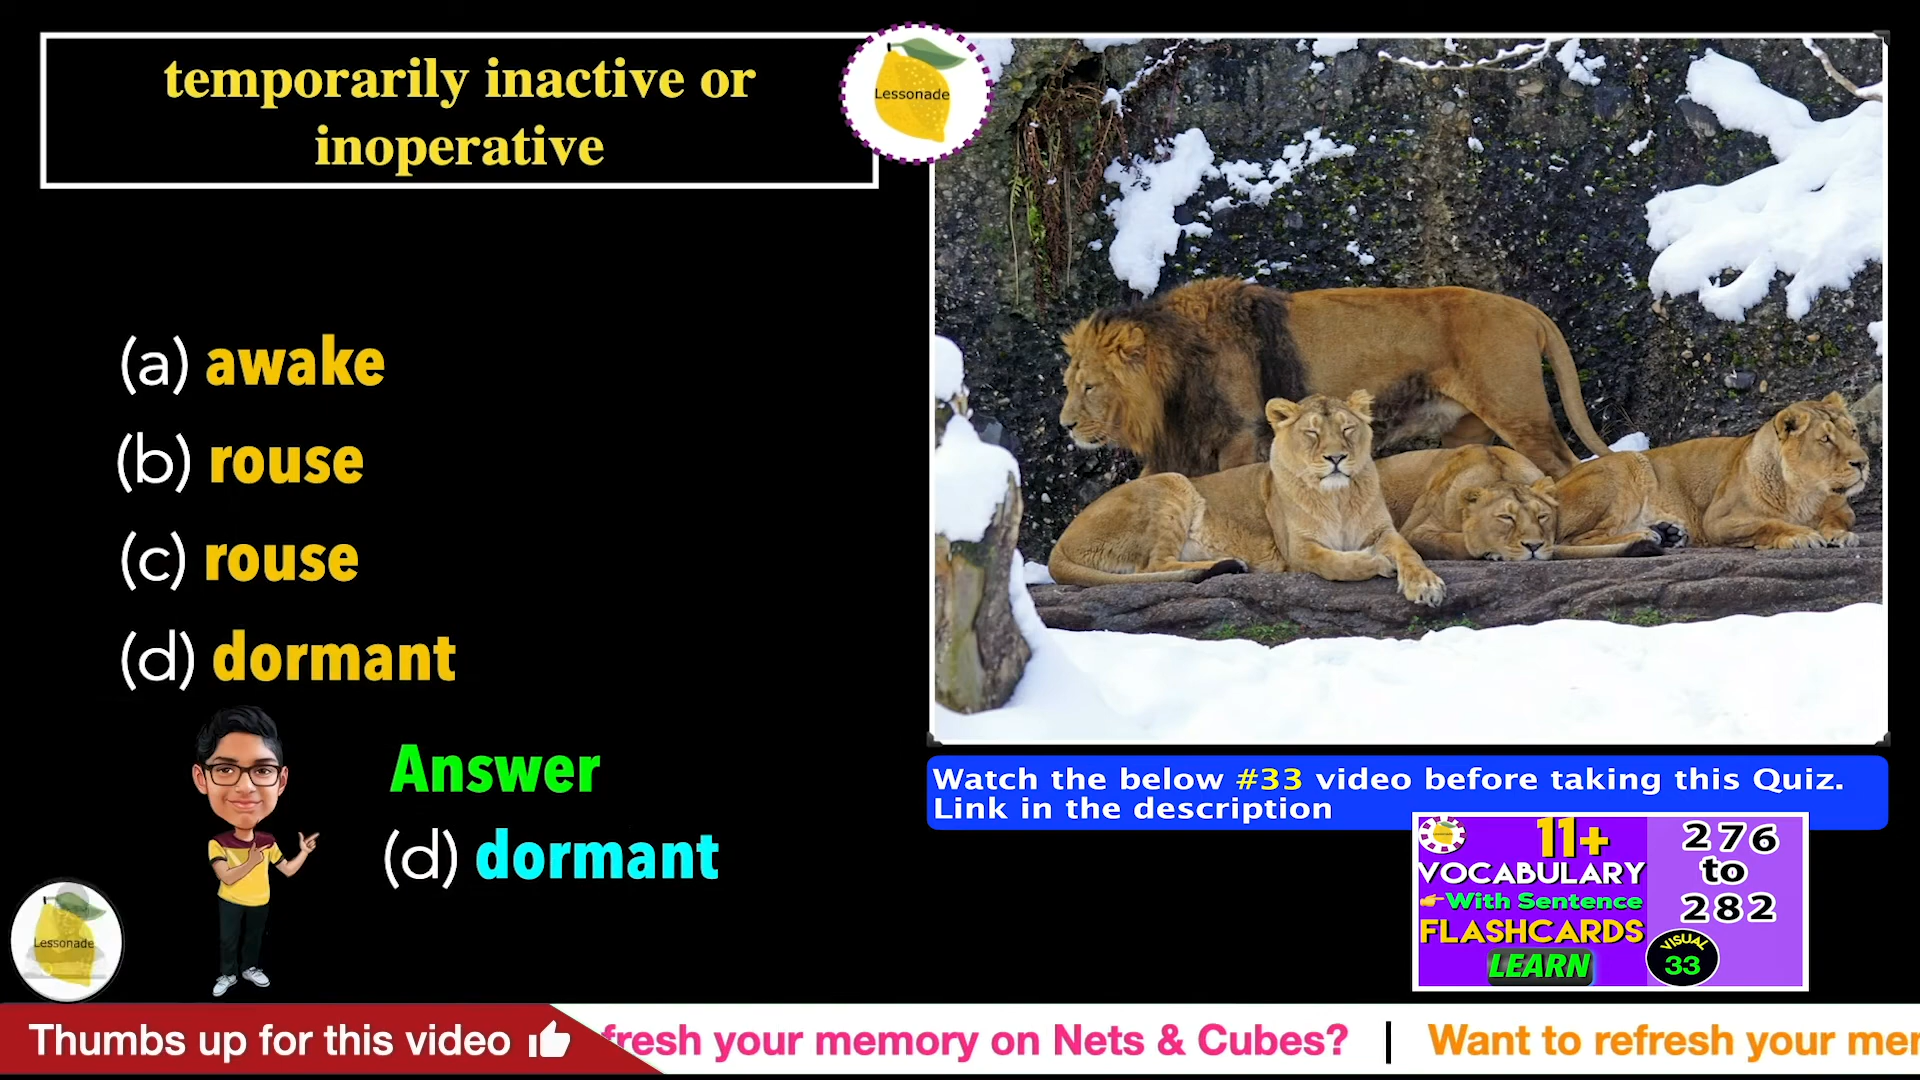 temporarily inactive or
inoperative
Lessonade
(a) awake
(b) rouse
(c) rouse
(d) dormant
Answer
(d) dormant
Watch the below #33 video before taking this Quiz.
Link in the description
11+
VOCABULARY
With Sentence
FLASHCARDS
LEARN
276
to
282
VISUAL
33
Lessonade
Thumbs up for this video
fresh your memory on Nets & Cubes? | Want to refresh your mer